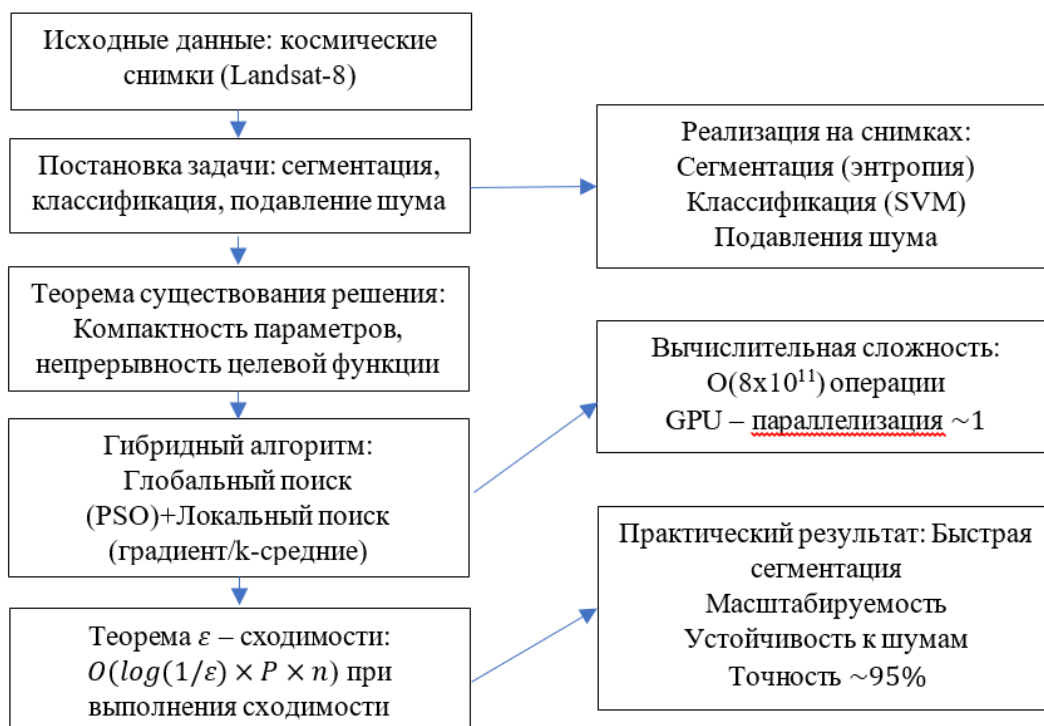 Исходные данные: космические
снимки (Landsat-8)
Постановка задачи: сегментация,
классификация, подавление шума
Теорема существования решения:
Компактность параметров,
непрерывность целевой функции
Гибридный алгоритм:
Глобальный поиск
(PSO)+Локальный поиск
(градиент/k-средние)
Теорема ε – сходимости:
O(log(1/ε) × P × n) при
выполнения сходимости
Реализация на снимках:
Сегментация (энтропия)
Классификация (SVM)
Подавления шума
Вычислительная сложность:
O(8x10¹¹) операции
GPU – параллелизация ~1
Практический результат: Быстрая
сегментация
Масштабируемость
Устойчивость к шумам
Точность ~95%